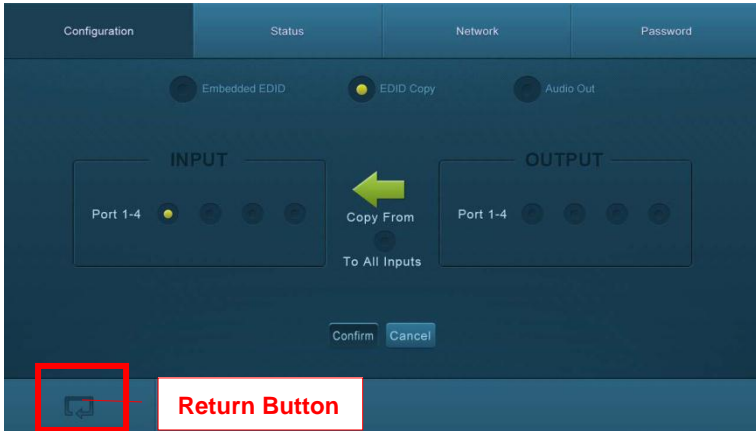 Configuration Status Network Password
Embedded EDID EDID Copy Audio Out
INPUT OUTPUT
Port 1-4 Copy From Port 1-4
To All Inputs
Confirm Cancel
Return Button